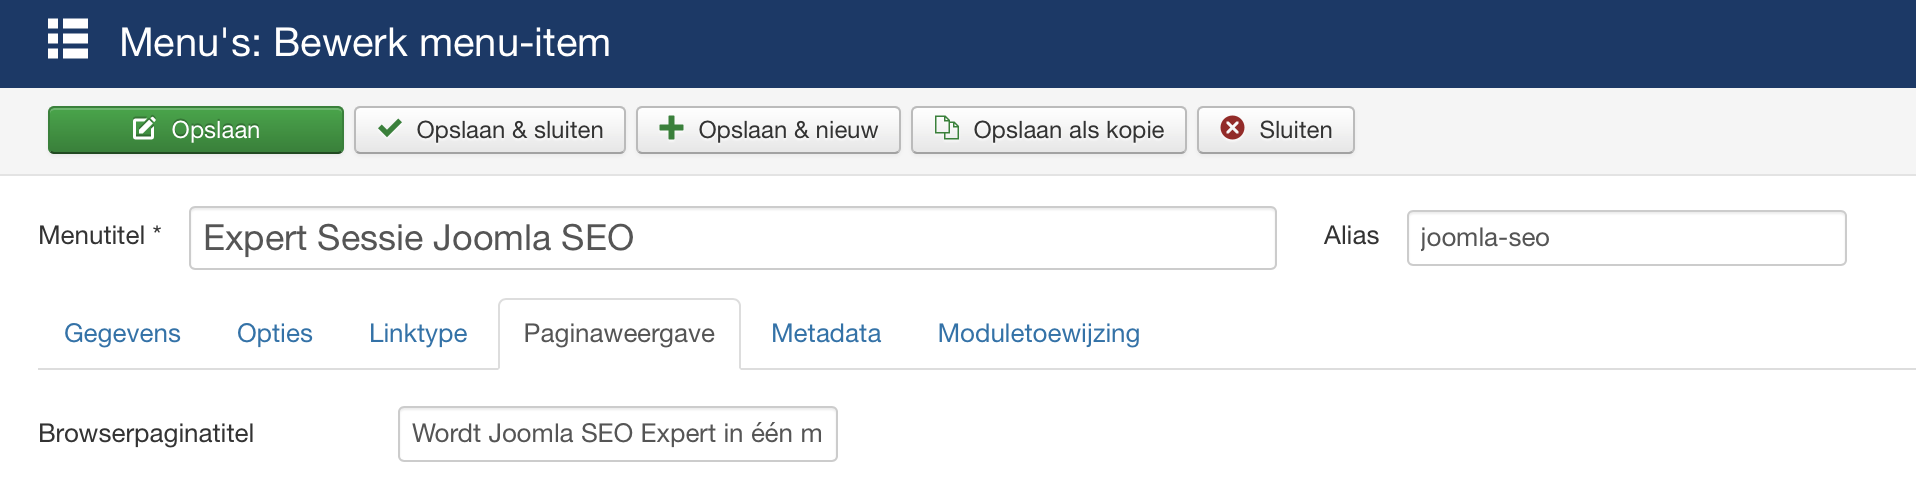 Menu's: Bewerk menu-item
Opslaan Opslaan & sluiten Opslaan & nieuw Opslaan als kopie Sluiten
Menutitel * Expert Sessie Joomla SEO Alias joomla-seo
Gegevens Opties Linktype Paginaweergave Metadata Moduletoewijzing
Browserpaginatitel Wordt Joomla SEO Expert in één m